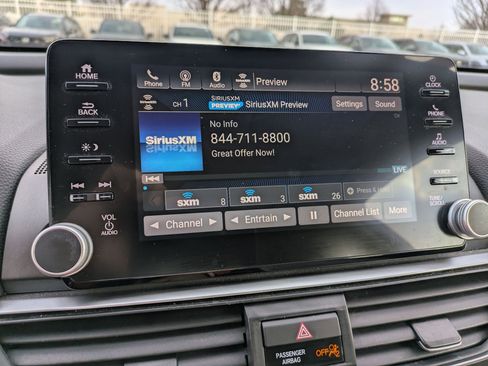 HOME
BACK
VOL
AUDIO
Phone
FM
Audio
Preview
8:58
CH 1
SIRIUSXM
PREVIEW
SiriusXM Preview
Settings
Sound
SiriusXM
No Info
844-711-8800
Great Offer Now!
LIVE
sxm 8
sxm 3
sxm 26
Press &
Channel
Entrtain
Channel List
More
CLOCK
PHONE
AUDIO
SOURCE
TUNE/
SCROLL
PASSENGER
AIRBAG
OFF